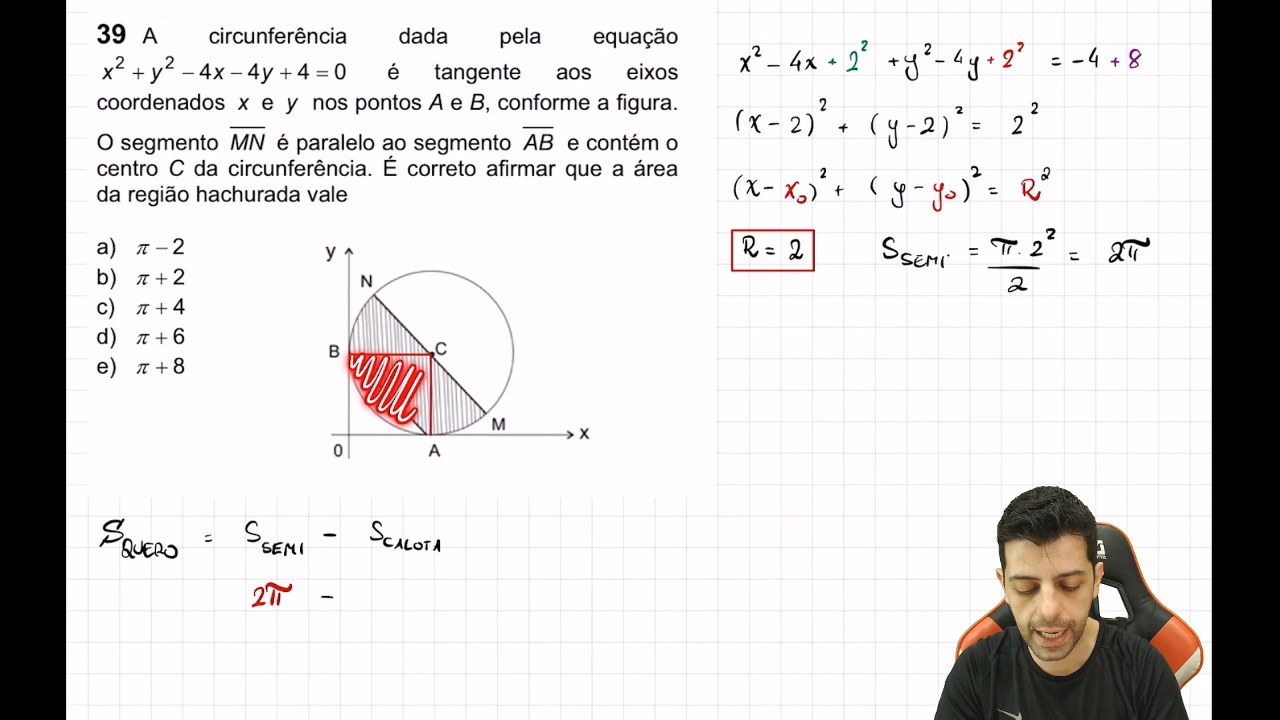 39 A circunferência dada pela equação
x² + y² − 4x − 4y + 4 = 0 é tangente aos eixos
coordenados x e y nos pontos A e B, conforme a figura.
O segmento M̅N̅ é paralelo ao segmento A̅B̅ e contém o
centro C da circunferência. É correto afirmar que a área
da região hachurada vale
a) π − 2
b) π + 2
c) π + 4
d) π + 6
e) π + 8
y
N
B
C
M
0
A
x
x² − 4x + 2² + y² − 4y + 2² = −4 + 8
(x − 2)² + (y − 2)² = 2²
(x − x₀)² + (y − y₀)² = R²
R = 2
S_SEMI. = π . 2² / 2 = 2π
S_QUERO = S_SEMI − S_CALOTA
2π −